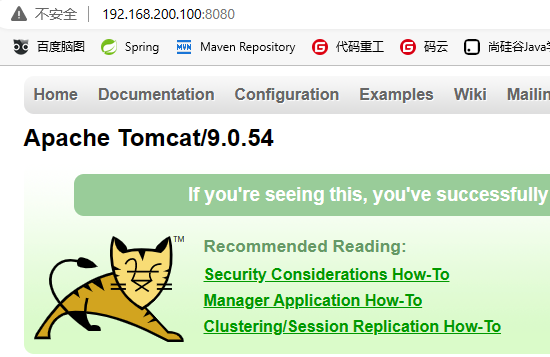 不安全 192.168.200.100:8080
百度脑图 Spring MVN Maven Repository 代码重工 码云 尚硅谷Java
Home Documentation Configuration Examples Wiki
Apache Tomcat/9.0.54
If you're seeing this, you've successfully
TM
Recommended Reading:
Security Considerations How-To
Manager Application How-To
Clustering/Session Replication How-To